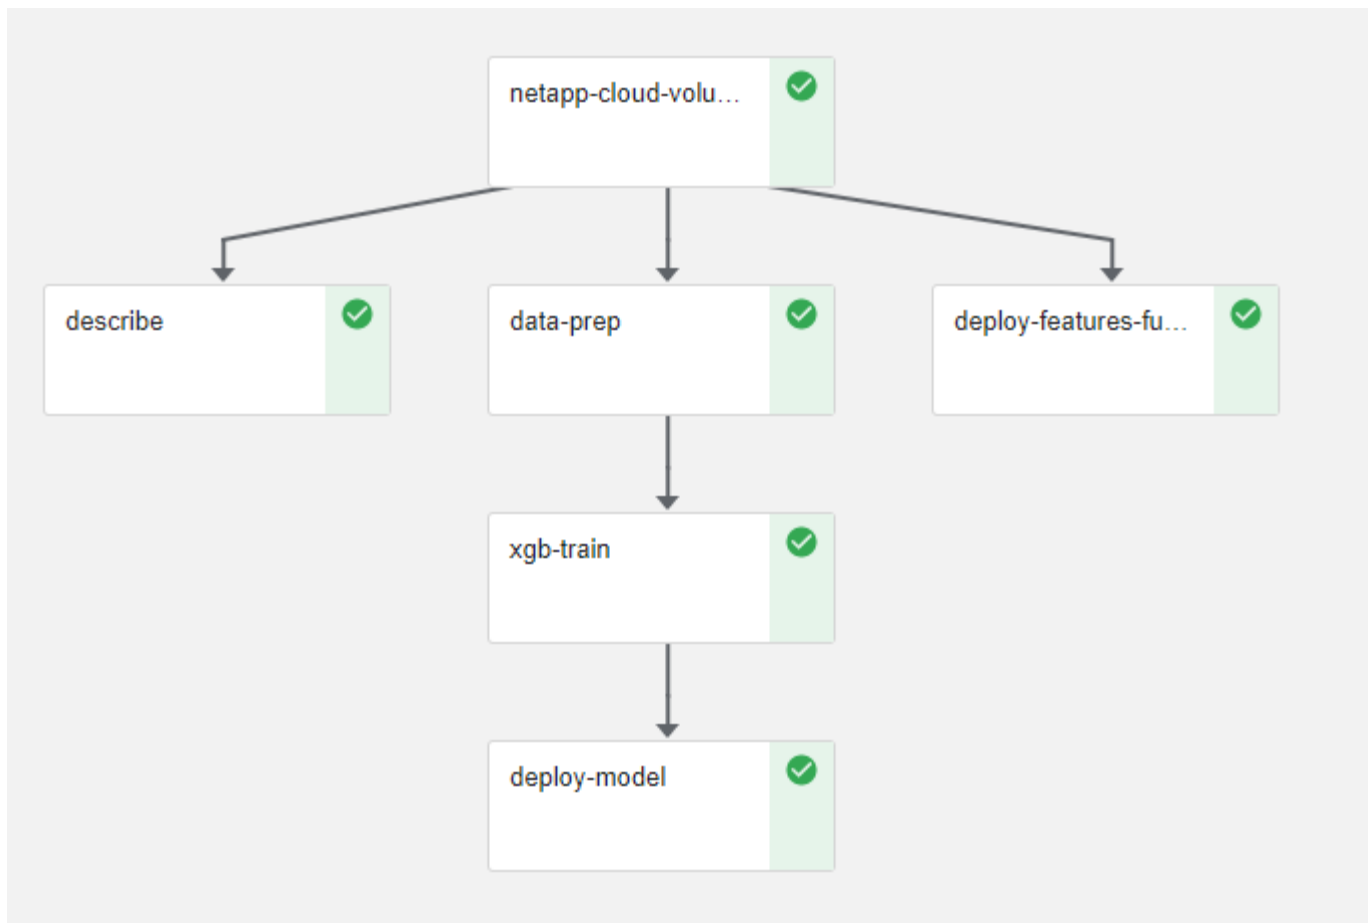 netapp-cloud-volu...
describe
data-prep
deploy-features-fu...
xgb-train
deploy-model